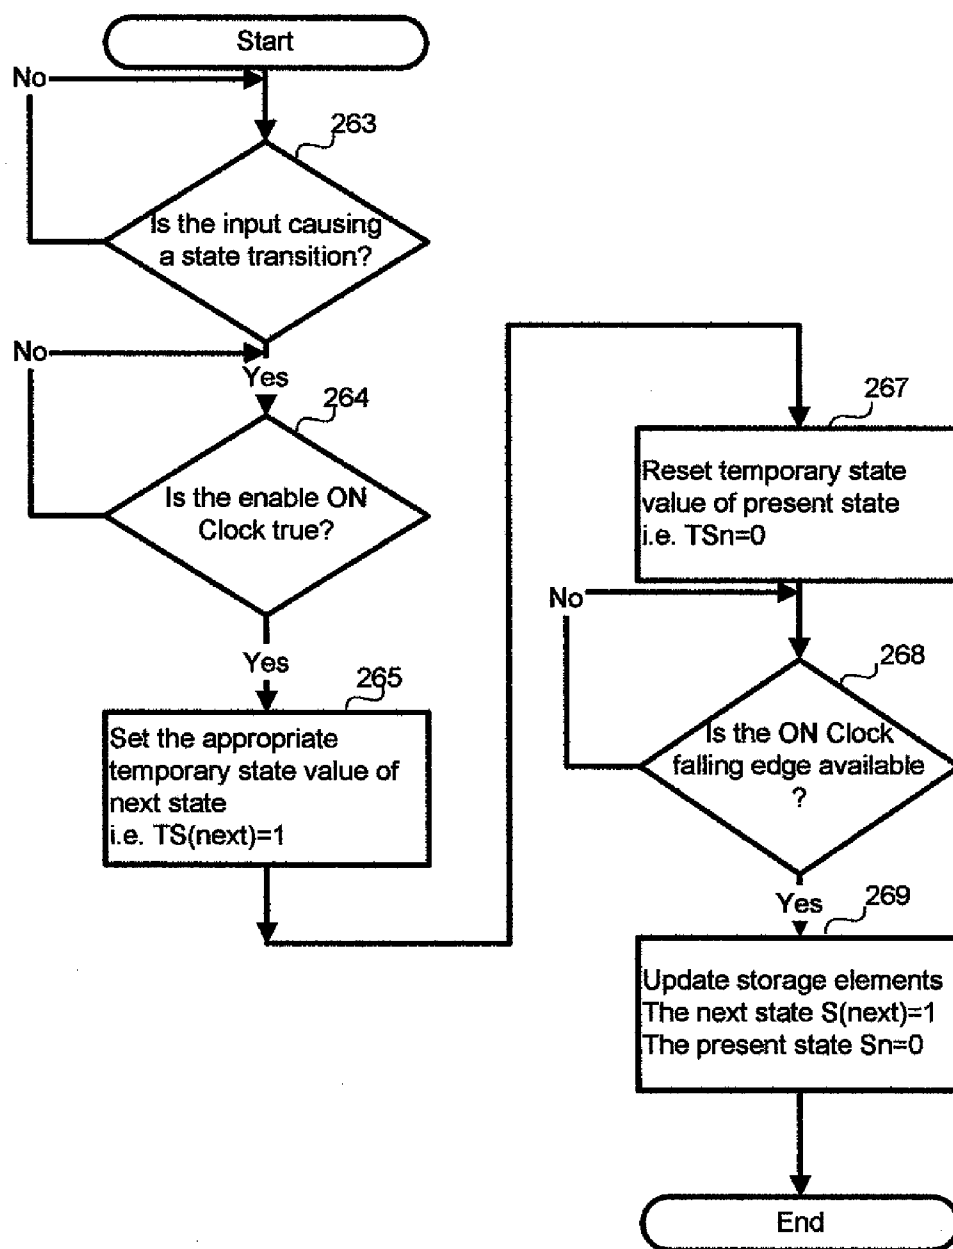 Start
No
263
Is the input causing
a state transition?
No
Yes
264
Is the enable ON
Clock true?
Yes
265
Set the appropriate
temporary state value of
next state
i.e. TS(next)=1
267
Reset temporary state
value of present state
i.e. TSn=0
No
268
Is the ON Clock
falling edge available
?
Yes
269
Update storage elements
The next state S(next)=1
The present state Sn=0
End